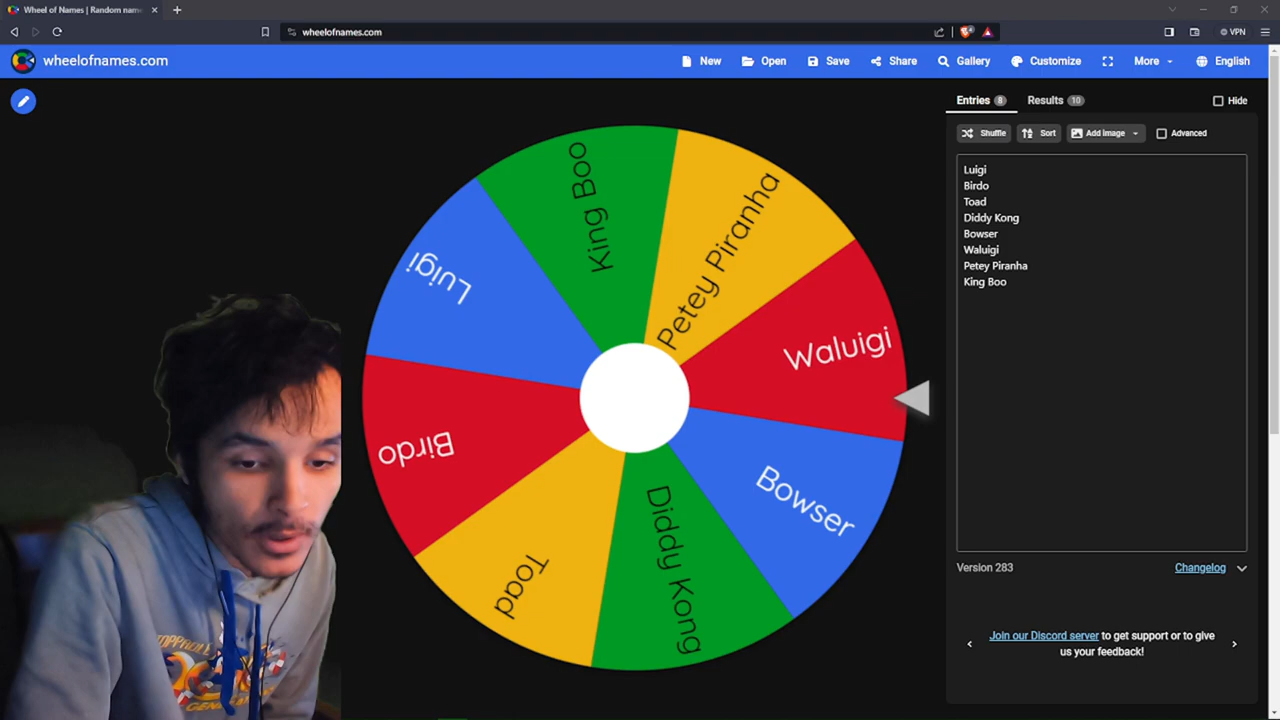 Wheel of Names | Random nam
wheelofnames.com
VPN
wheelofnames.com
New
Open
Save
Share
Gallery
Customize
More
English
Entries 8
Results 10
Hide
Shuffle
Sort
Add image
Advanced
Luigi
Birdo
Toad
Diddy Kong
Bowser
Waluigi
Petey Piranha
King Boo
King Boo
Petey Piranha
Waluigi
Bowser
Diddy Kong
Toad
Birdo
Luigi
Version 283
Changelog
Join our Discord server to get support or to give
us your feedback!